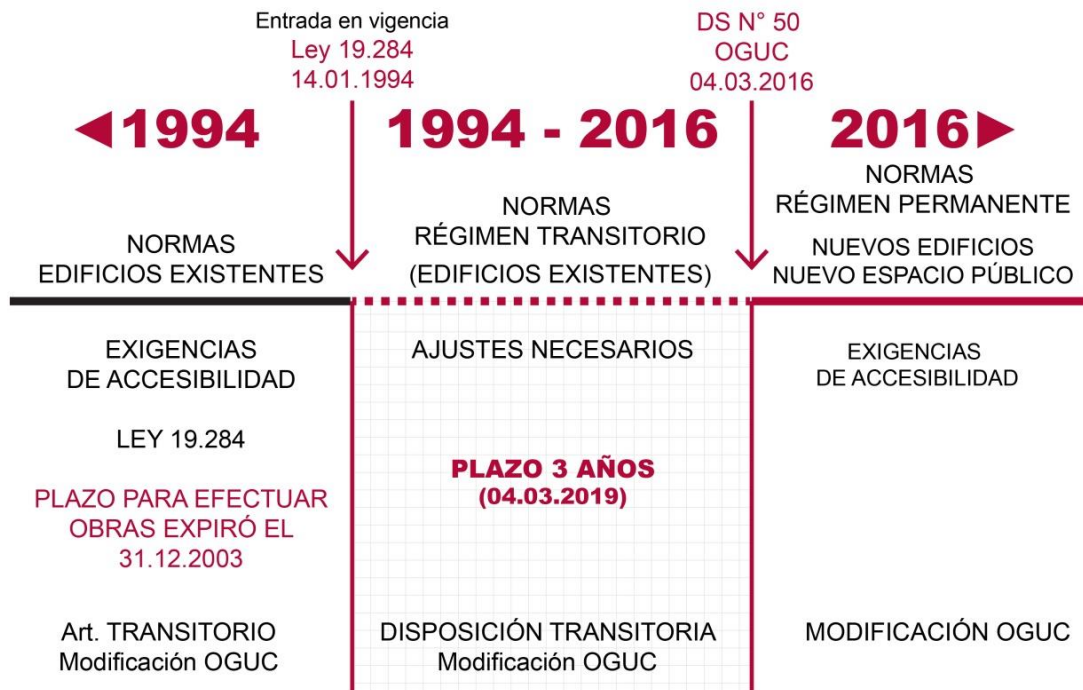 Entrada en vigencia
Ley 19.284
14.01.1994
DS N° 50
OGUC
04.03.2016
◀1994
1994 - 2016
2016▶
NORMAS
EDIFICIOS EXISTENTES
NORMAS
RÉGIMEN TRANSITORIO
(EDIFICIOS EXISTENTES)
NORMAS
RÉGIMEN PERMANENTE
NUEVOS EDIFICIOS
NUEVO ESPACIO PÚBLICO
EXIGENCIAS
DE ACCESIBILIDAD
LEY 19.284
PLAZO PARA EFECTUAR
OBRAS EXPIRÓ EL
31.12.2003
Art. TRANSITORIO
Modificación OGUC
AJUSTES NECESARIOS
PLAZO 3 AÑOS
(04.03.2019)
DISPOSICIÓN TRANSITORIA
Modificación OGUC
EXIGENCIAS
DE ACCESIBILIDAD
MODIFICACIÓN OGUC